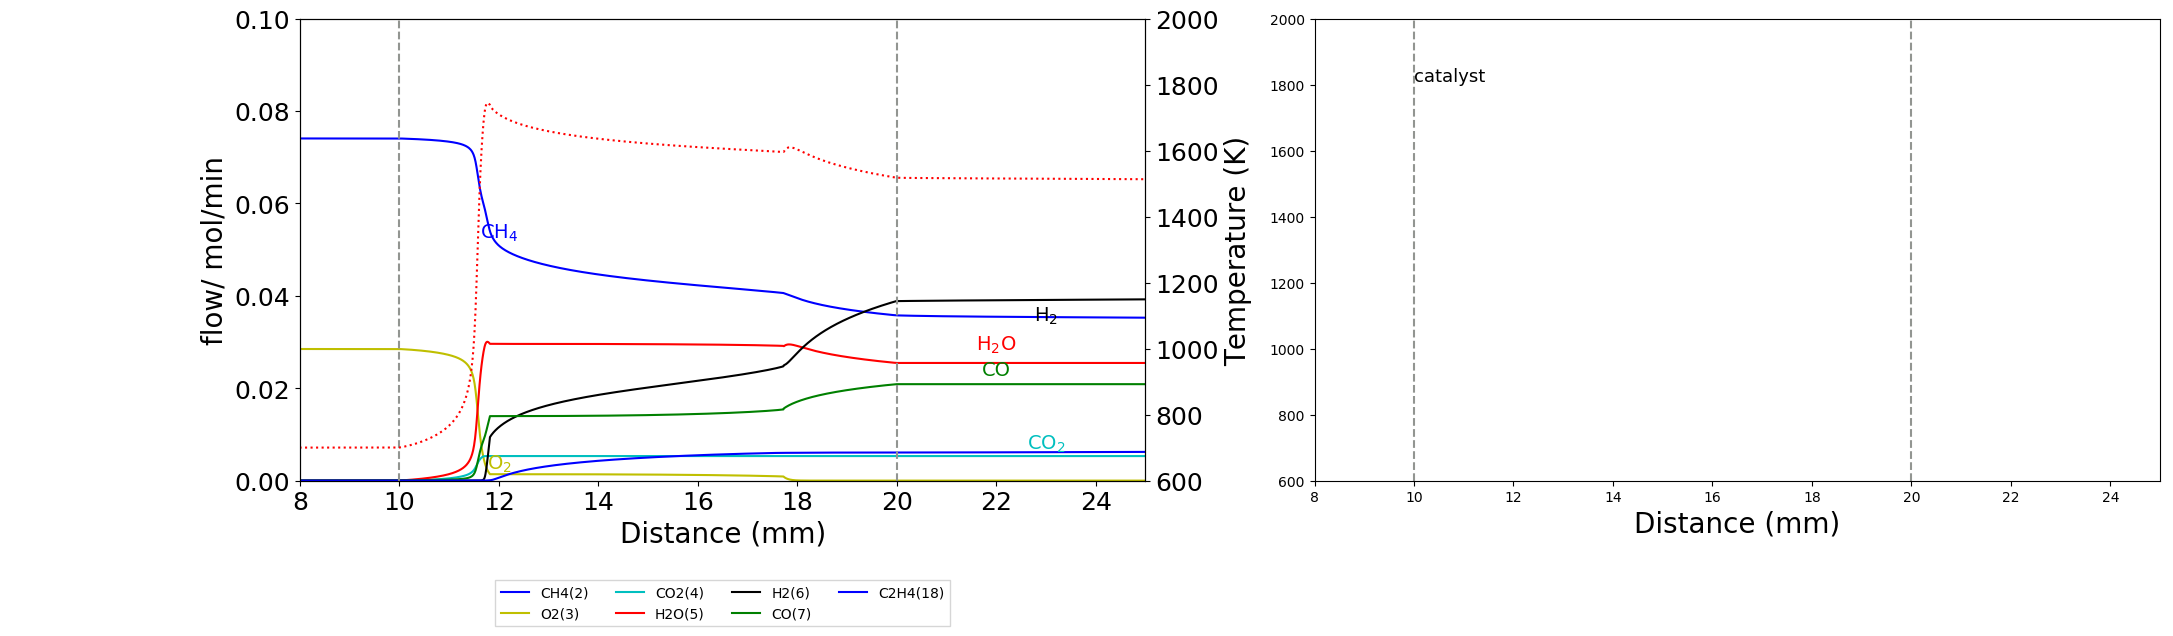 0.10
0.08
0.06
0.04
0.02
0.00
flow/ mol/min
CH₄
O₂
H₂
H₂O
CO
CO₂
2000
1800
1600
1400
1200
1000
800
600
Temperature (K)
8 10 12 14 16 18 20 22 24
Distance (mm)
CH4(2) CO2(4) H2(6) C2H4(18)
O2(3) H2O(5) CO(7)
2000
1800
1600
1400
1200
1000
800
600
catalyst
8 10 12 14 16 18 20 22 24
Distance (mm)